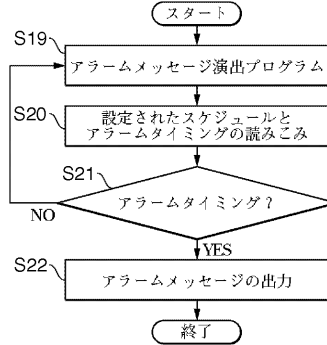 スタート
S19
アラームメッセージ演出プログラム
S20
設定されたスケジュールと
アラームタイミングの読みこみ
S21
アラームタイミング?
NO
YES
S22
アラームメッセージの出力
終了